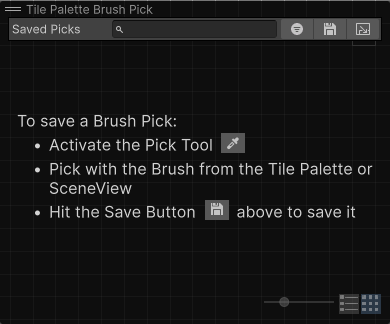 Tile Palette Brush Pick
Saved Picks
To save a Brush Pick:
• Activate the Pick Tool
• Pick with the Brush from the Tile Palette or
SceneView
• Hit the Save Button above to save it